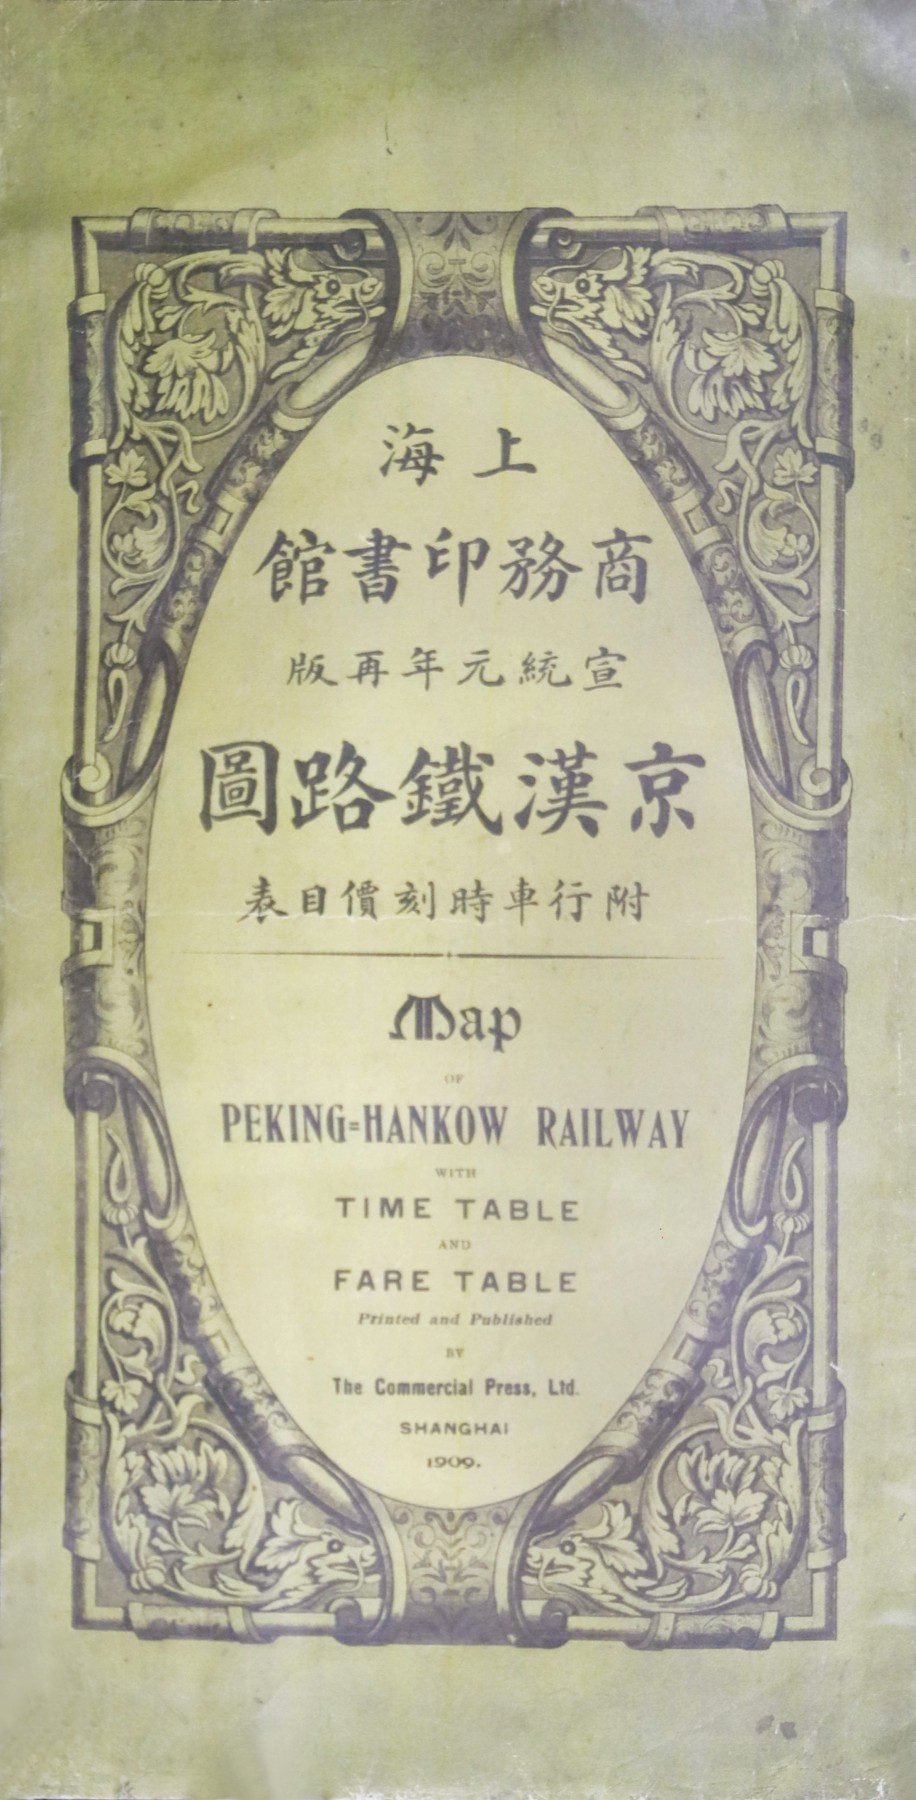 上海
商務印書館
宣統元年再版
京漢鐵路圖
附行車時刻價目表
Map
OF
PEKING=HANKOW RAILWAY
WITH
TIME TABLE
AND
FARE TABLE
Printed and Published
BY
The Commercial Press, Ltd.
SHANGHAI
1909.